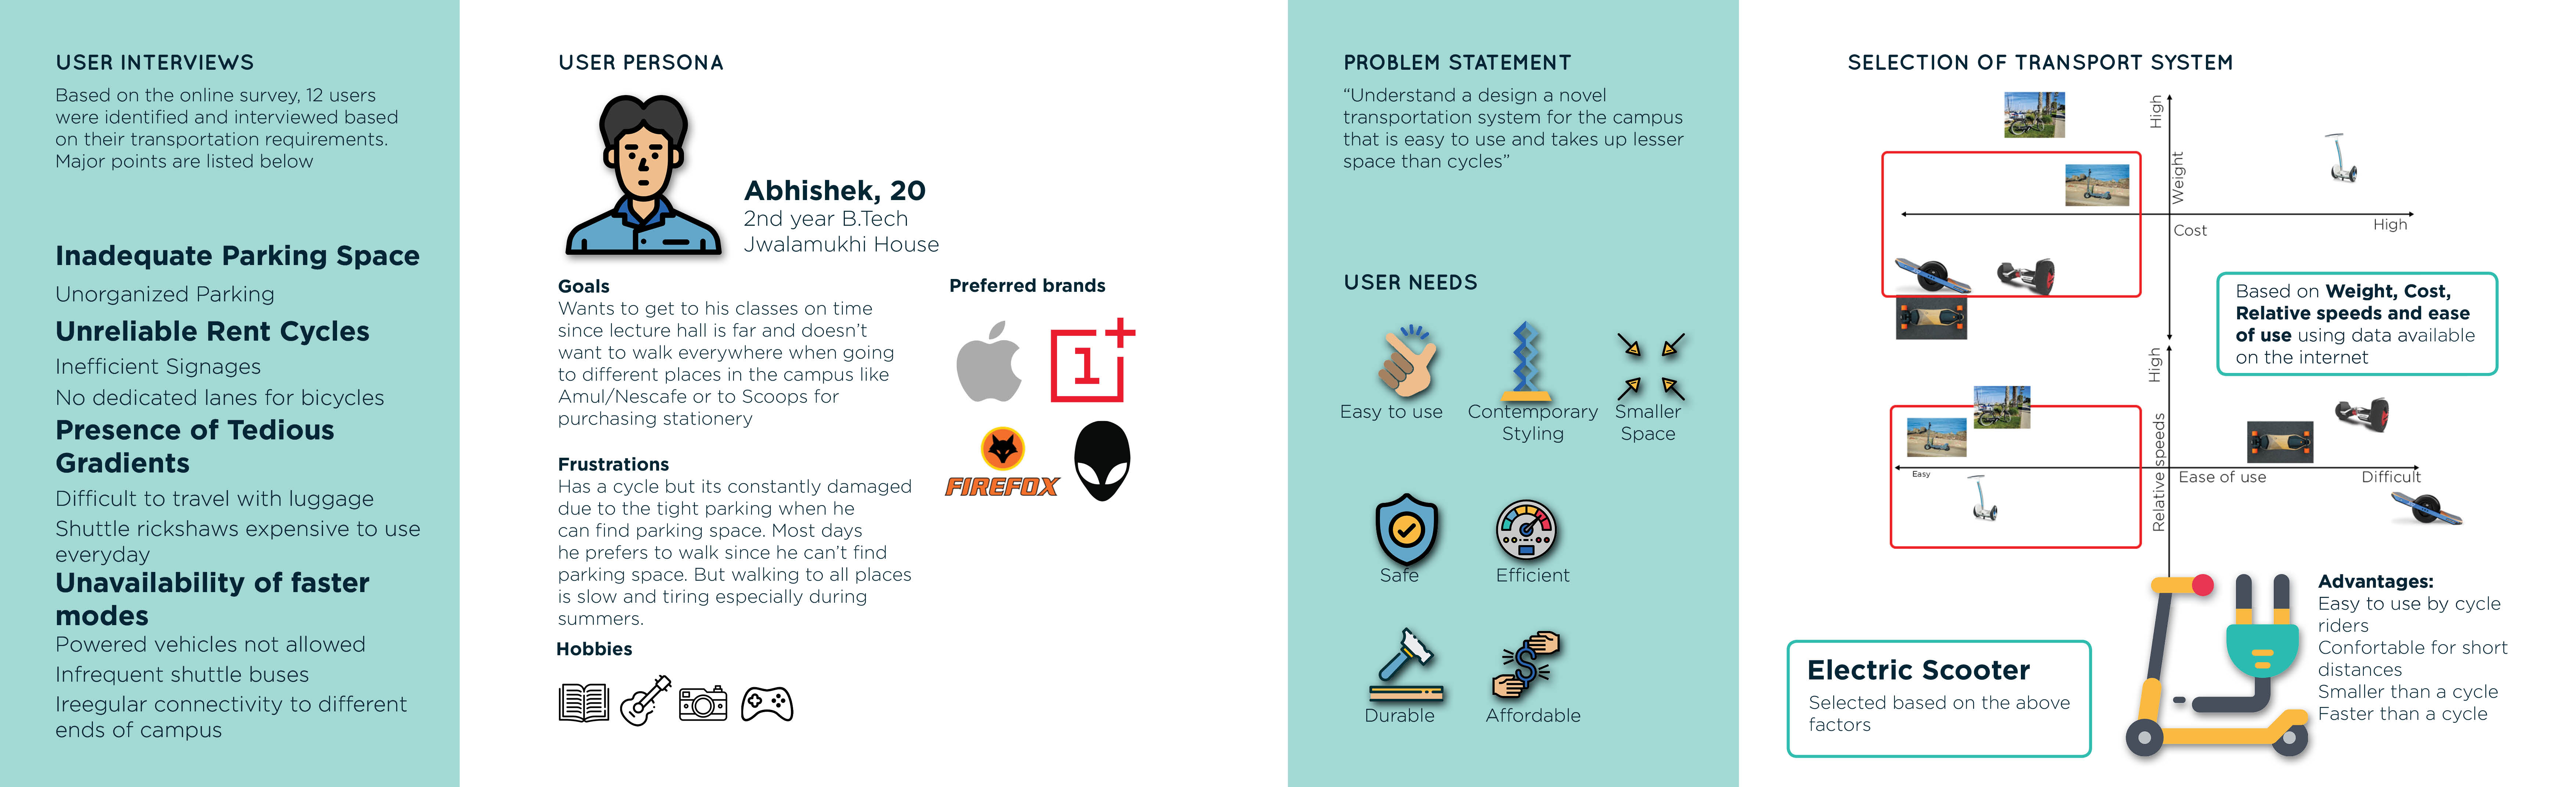 USER INTERVIEWS
Based on the online survey, 12 users
were identified and interviewed based
on their transportation requirements.
Major points are listed below
Inadequate Parking Space
Unorganized Parking
Unreliable Rent Cycles
Inefficient Signages
No dedicated lanes for bicycles
Presence of Tedious
Gradients
Difficult to travel with luggage
Shuttle rickshaws expensive to use
everyday
Unavailability of faster
modes
Powered vehicles not allowed
Infrequent shuttle buses
Ireegular connectivity to different
ends of campus
USER PERSONA
Abhishek, 20
2nd year B.Tech
Jwalamukhi House
Goals
Wants to get to his classes on time
since lecture hall is far and doesn't
want to walk everywhere when going
to different places in the campus like
Amul/Nescafe or to Scoops for
purchasing stationery
Frustrations
Has a cycle but its constantly damaged
due to the tight parking when he
can find parking space. Most days
he prefers to walk since he can't find
parking space. But walking to all places
is slow and tiring especially during
summers.
Hobbies
Preferred brands
1+
FIREFOX
PROBLEM STATEMENT
“Understand a design a novel
transportation system for the campus
that is easy to use and takes up lesser
space than cycles”
USER NEEDS
Easy to use
Contemporary
Styling
Smaller
Space
Safe
Efficient
Durable
Affordable
SELECTION OF TRANSPORT SYSTEM
High
Weight
Cost
High
Based on Weight, Cost,
Relative speeds and ease
of use using data available
on the internet
High
Relative speeds
Easy
Ease of use
Difficult
Electric Scooter
Selected based on the above
factors
Advantages:
Easy to use by cycle
riders
Confortable for short
distances
Smaller than a cycle
Faster than a cycle